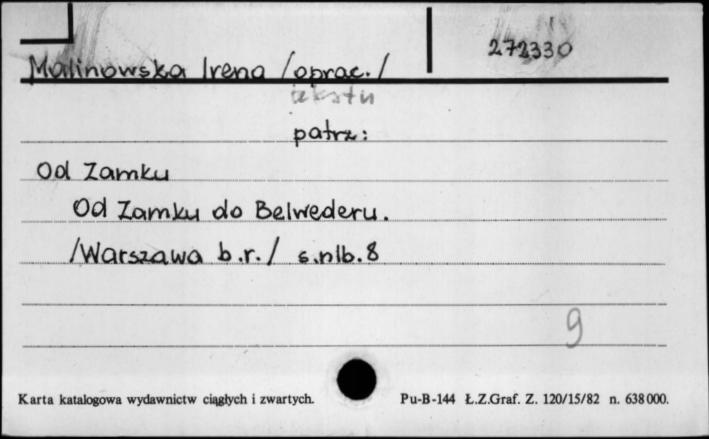 272330
Malinowska Irena /oprac./
tekstu
patrz:
Od Zamku
Od Zamku do Belwederu.
/Warszawa b.r./ s.nlb.8
9
Karta katalogowa wydawnictw ciągłych i zwartych.
Pu-B-144 Ł.Z.Graf. Z. 120/15/82 n. 638000.